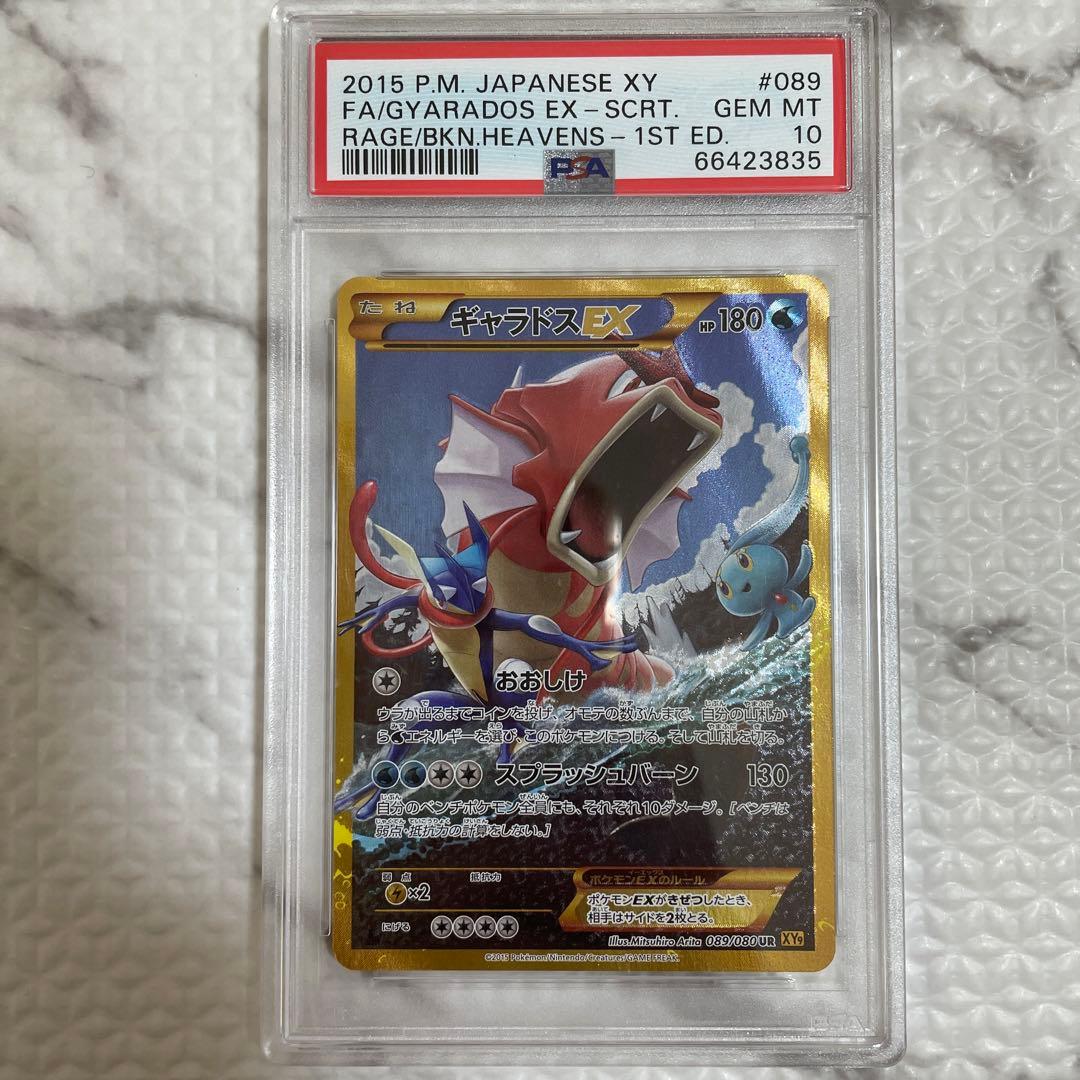 2015 P.M. JAPANESE XY #089
FA/GYARADOS EX-SCRT. GEM MT
RAGE/BKN.HEAVENS-1ST ED. 10
PSA 66423835
たね ギャラドスEX HP180
おおしけ
ウラが出るまでコインを投げ、オモテの数ぶんまで、自分の山札か
らエネルギーを選び、このポケモンにつける。そして山札を切る。
スプラッシュバーン 130
自分のベンチポケモン全員にも、それぞれ10ダメージ。[ベンチは
弱点・抵抗力の計算をしない。]
弱点 抵抗力
×2
にげる
ポケモンEXのルール
ポケモンEXがきぜつしたとき、
相手はサイドを2枚とる。
Illus.Mitsuhiro Arita 089/080 UR XY9
©2015 Pokémon/Nintendo/Creatures/GAME FREAK.
PSA